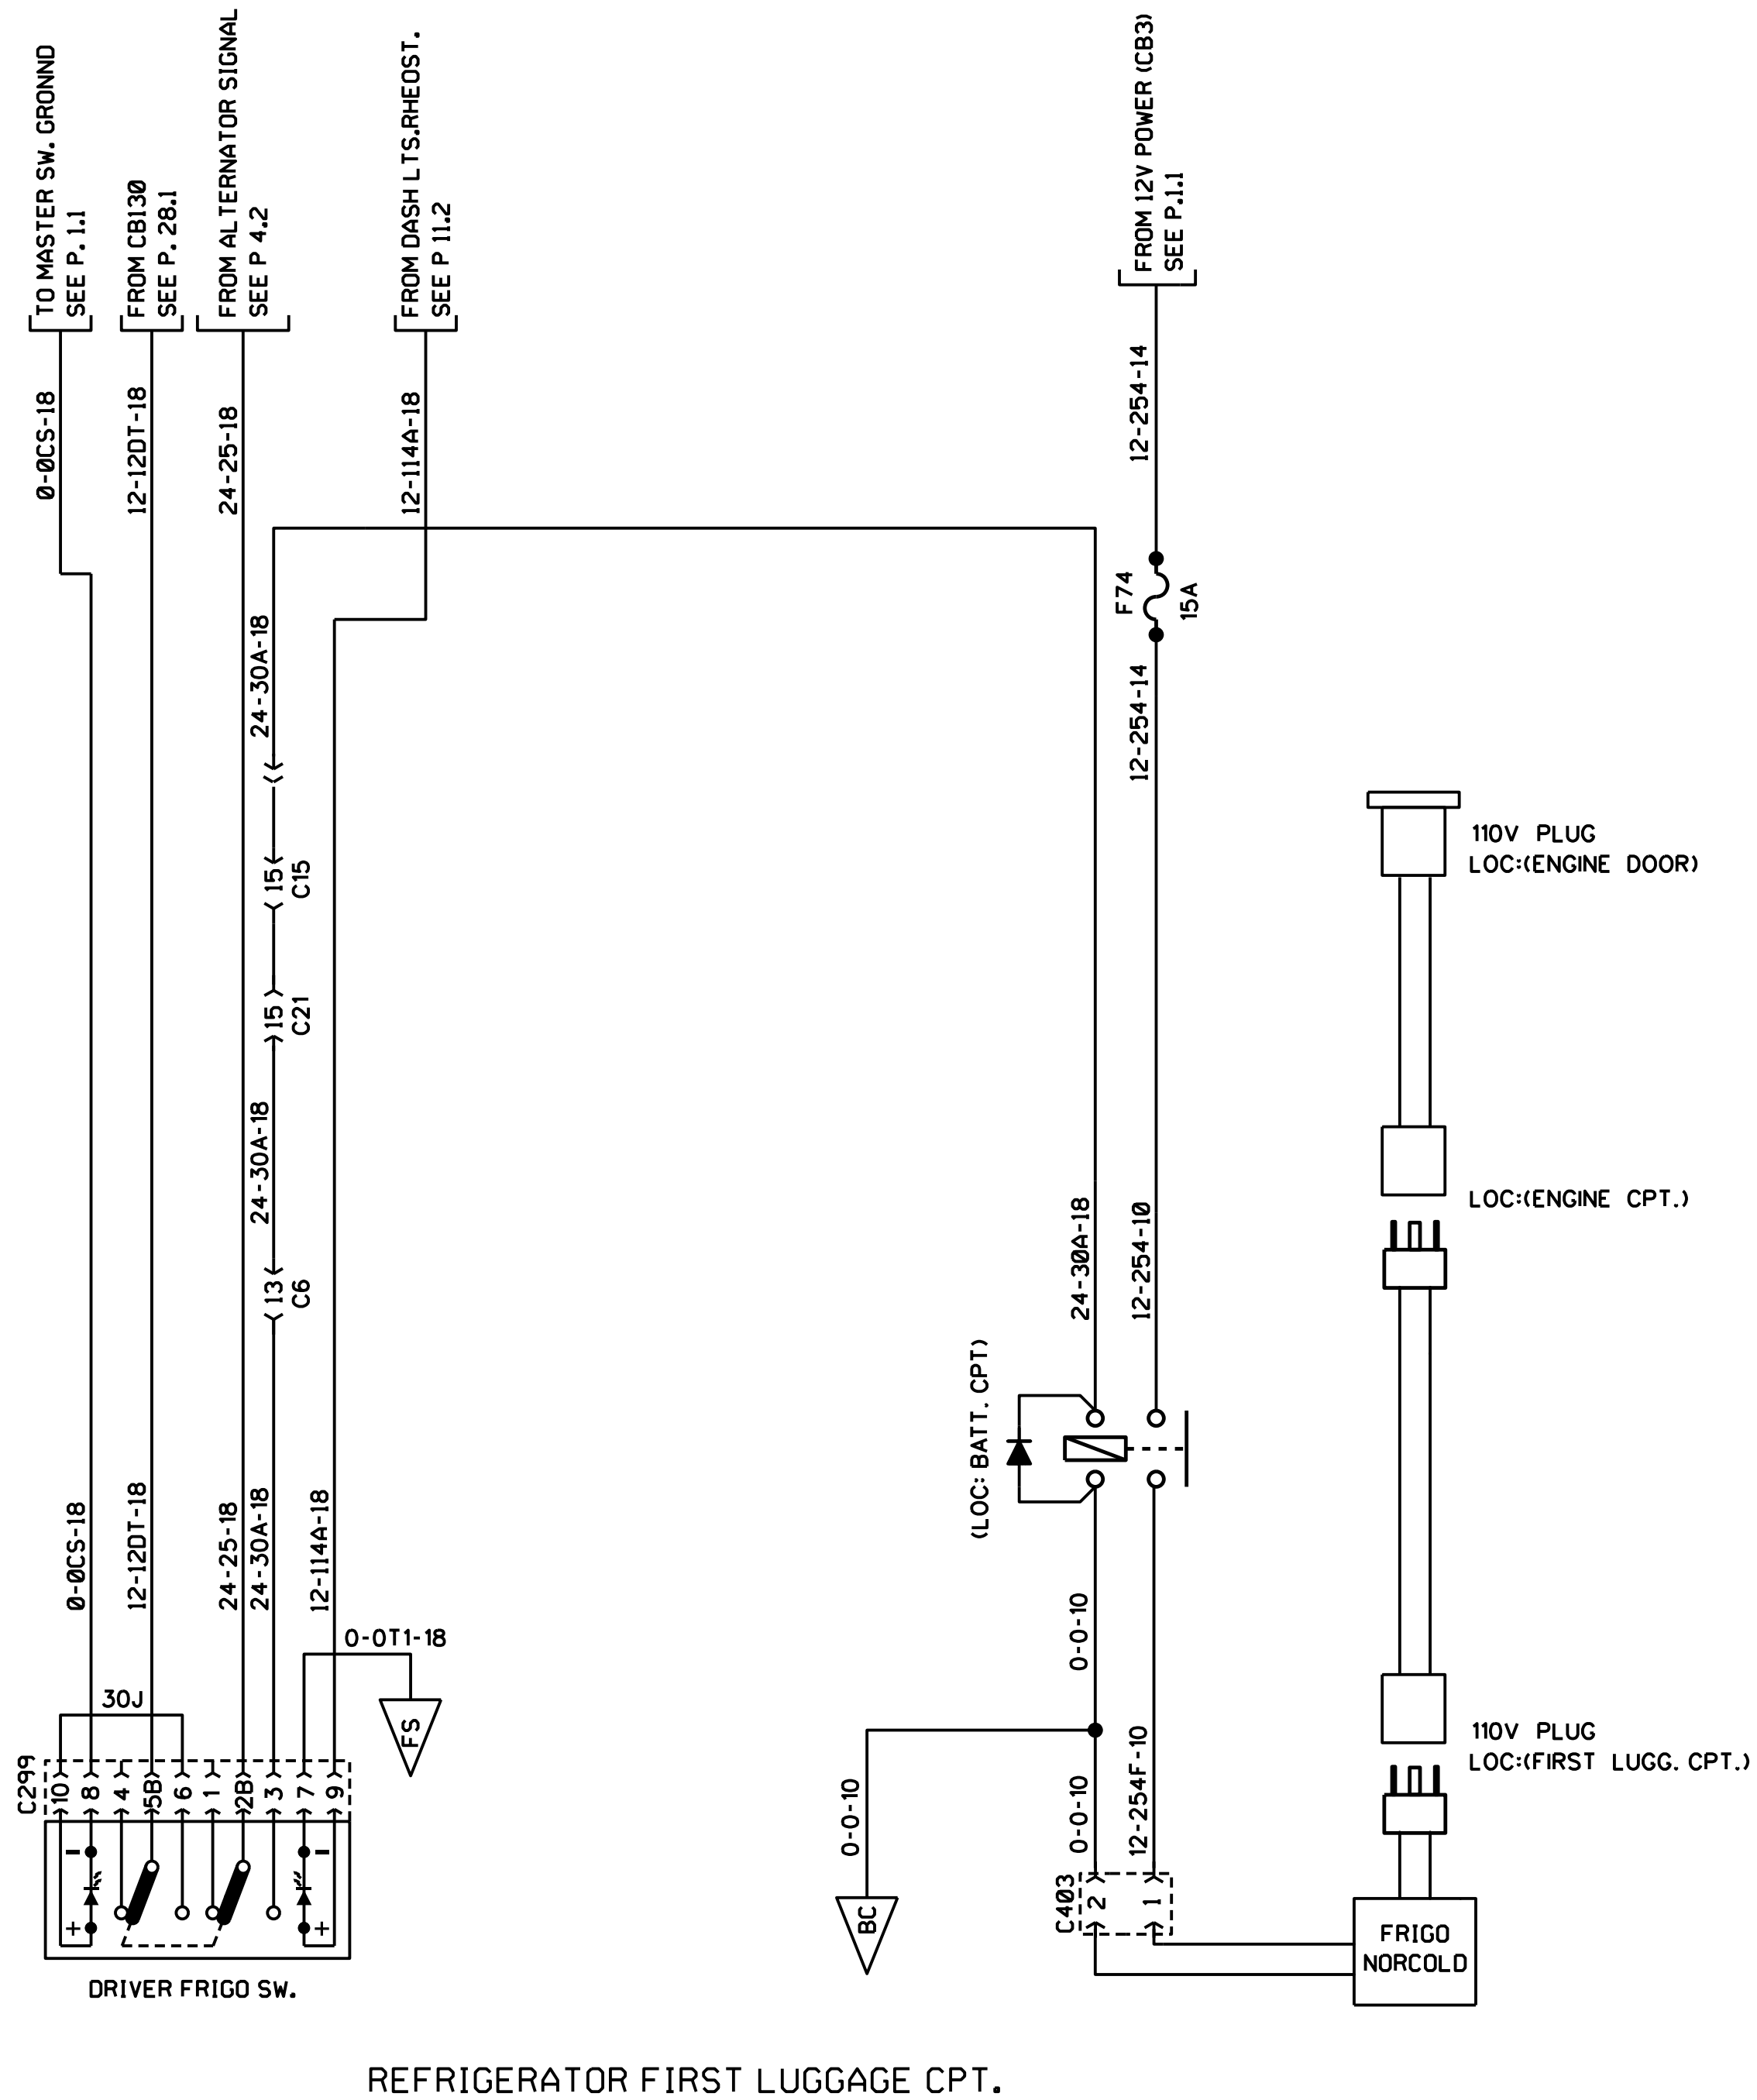 TO MASTER SW. GRONND
SEE P. 1.1
FROM CB130
SEE P. 28.1
FROM ALTERNATOR SIGNAL
SEE P 4.2
FROM DASH LTS.RHEOST.
SEE P 11.2
FROM 12V POWER (CB3)
SEE P.1.1
0-0CS-18
12-12DT-18
24-25-18
12-114A-18
12-254-14
F74
15A
24-30A-18
12-254-14
110V PLUG
LOC:(ENGINE DOOR)
15
C15
15
C21
24-30A-18
LOC:(ENGINE CPT.)
13
C6
24-30A-18
12-254-10
(LOC: BATT. CPT)
0-0CS-18
12-12DT-18
24-25-18
24-30A-18
12-114A-18
0-0T1-18
0-0-10
30J
FS
110V PLUG
LOC:(FIRST LUGG. CPT.)
C299
10 8 4 5B 6 1 2B 3 7 9
0-0-10
0-0-10
12-254F-10
- -
+ +
BC
C403
2 1
FRIGO
NORCOLD
DRIVER FRIGO SW.
REFRIGERATOR FIRST LUGGAGE CPT.